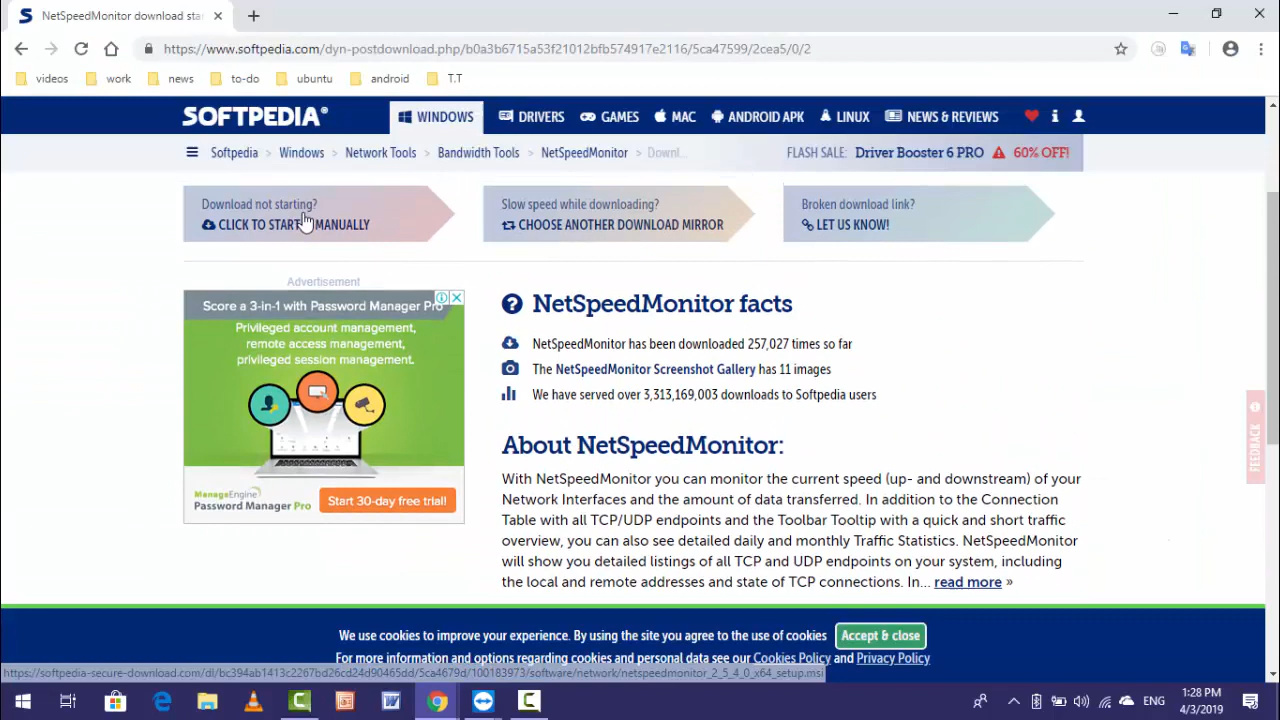 NetSpeedMonitor download star
https://www.softpedia.com/dyn-postdownload.php/b0a3b6715a53f21012bfb574917e2116/5ca47599/2cea5/0/2
videos work news to-do ubuntu android T.T
SOFTPEDIA® WINDOWS DRIVERS GAMES MAC ANDROID APK LINUX NEWS & REVIEWS
Softpedia > Windows > Network Tools > Bandwidth Tools > NetSpeedMonitor > Downl... FLASH SALE: Driver Booster 6 PRO 60% OFF!
Download not starting?
CLICK TO START MANUALLY
Slow speed while downloading?
CHOOSE ANOTHER DOWNLOAD MIRROR
Broken download link?
LET US KNOW!
Advertisement
Score a 3-in-1 with Password Manager Pro
Privileged account management,
remote access management,
privileged session management.
ManageEngine
Password Manager Pro
Start 30-day free trial!
NetSpeedMonitor facts
NetSpeedMonitor has been downloaded 257,027 times so far
The NetSpeedMonitor Screenshot Gallery has 11 images
We have served over 3,313,169,003 downloads to Softpedia users
About NetSpeedMonitor:
With NetSpeedMonitor you can monitor the current speed (up- and downstream) of your
Network Interfaces and the amount of data transferred. In addition to the Connection
Table with all TCP/UDP endpoints and the Toolbar Tooltip with a quick and short traffic
overview, you can also see detailed daily and monthly Traffic Statistics. NetSpeedMonitor
will show you detailed listings of all TCP and UDP endpoints on your system, including
the local and remote addresses and state of TCP connections. In... read more »
FEEDBACK
We use cookies to improve your experience. By using the site you agree to the use of cookies Accept & close
For more information and options regarding cookies and personal data see our Cookies Policy and Privacy Policy
https://softpedia-secure-download.com/dl/bc394ab1413c2267bd26cd24d90465dd/5ca4679d/100183973/software/network/netspeedmonitor_2_5_4_0_x64_setup.msi
ENG
1:28 PM
4/3/2019